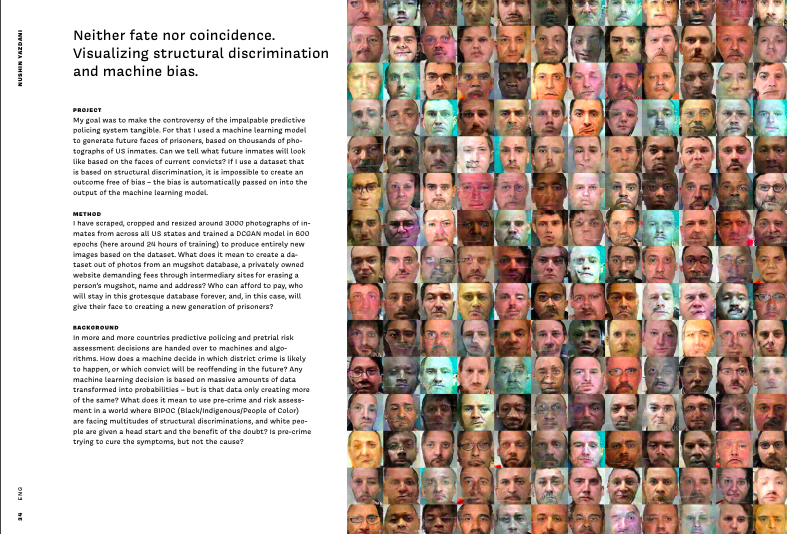 NUSHIN YAZDANI
Neither fate nor coincidence.
Visualizing structural discrimination
and machine bias.
PROJECT
My goal was to make the controversy of the impalpable predictive
policing system tangible. For that I used a machine learning model
to generate future faces of prisoners, based on thousands of pho-
tographs of US inmates. Can we tell what future inmates will look
like based on the faces of current convicts? If I use a dataset that
is based on structural discrimination, it is impossible to create an
outcome free of bias – the bias is automatically passed on into the
output of the machine learning model.
METHOD
I have scraped, cropped and resized around 3000 photographs of in-
mates from across all US states and trained a DCGAN model in 600
epochs (here around 24 hours of training) to produce entirely new
images based on the dataset. What does it mean to create a da-
taset out of photos from an mugshot database, a privately owned
website demanding fees through intermediary sites for erasing a
person's mugshot, name and address? Who can afford to pay, who
will stay in this grotesque database forever, and, in this case, will
give their face to creating a new generation of prisoners?
BACKGROUND
In more and more countries predictive policing and pretrial risk
assessment decisions are handed over to machines and algo-
rithms. How does a machine decide in which district crime is likely
to happen, or which convict will be reoffending in the future? Any
machine learning decision is based on massive amounts of data
transformed into probabilities – but is that data only creating more
of the same? What does it mean to use pre-crime and risk assess-
ment in a world where BIPOC (Black/Indigenous/People of Color)
are facing multitudes of structural discriminations, and white peo-
ple are given a head start and the benefit of the doubt? Is pre-crime
trying to cure the symptoms, but not the cause?
ENG
34